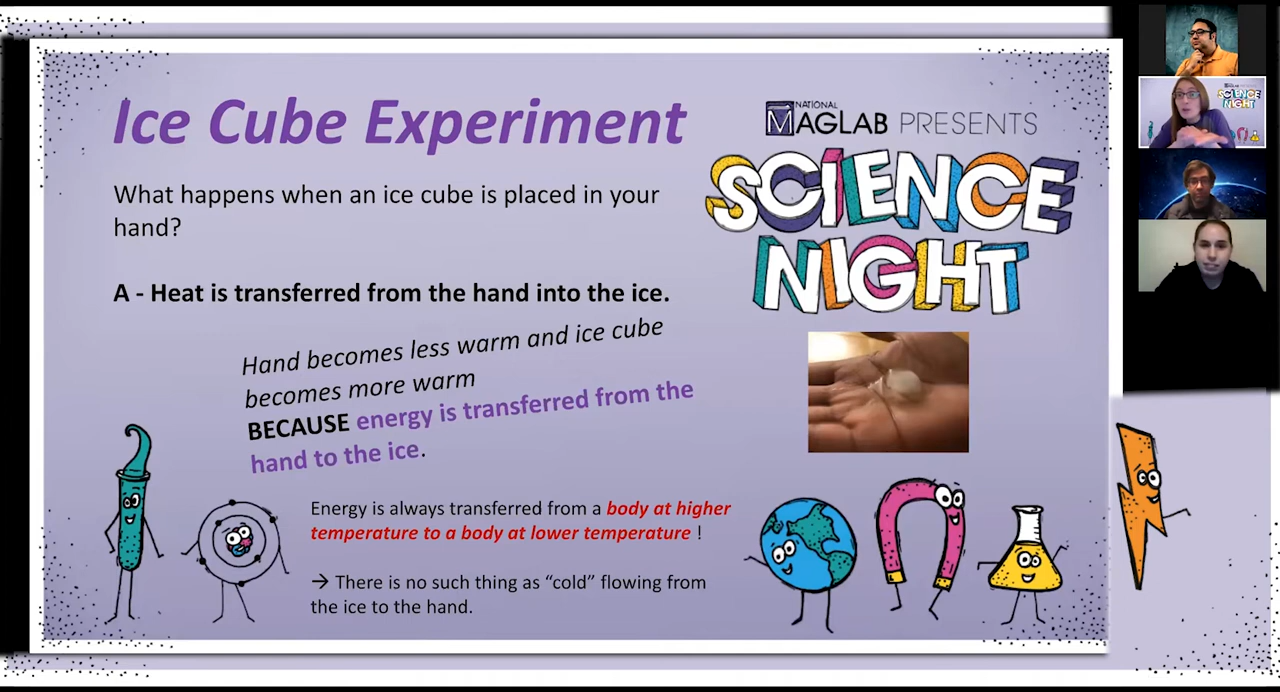 Ice Cube Experiment
What happens when an ice cube is placed in your
hand?
A - Heat is transferred from the hand into the ice.
Hand becomes less warm and ice cube
becomes more warm
BECAUSE energy is transferred from the
hand to the ice.
Energy is always transferred from a body at higher
temperature to a body at lower temperature !
→ There is no such thing as “cold” flowing from
the ice to the hand.
NATIONAL
MAGLAB PRESENTS
SCIENCE
NIGHT
SCIENCE
NIGHT